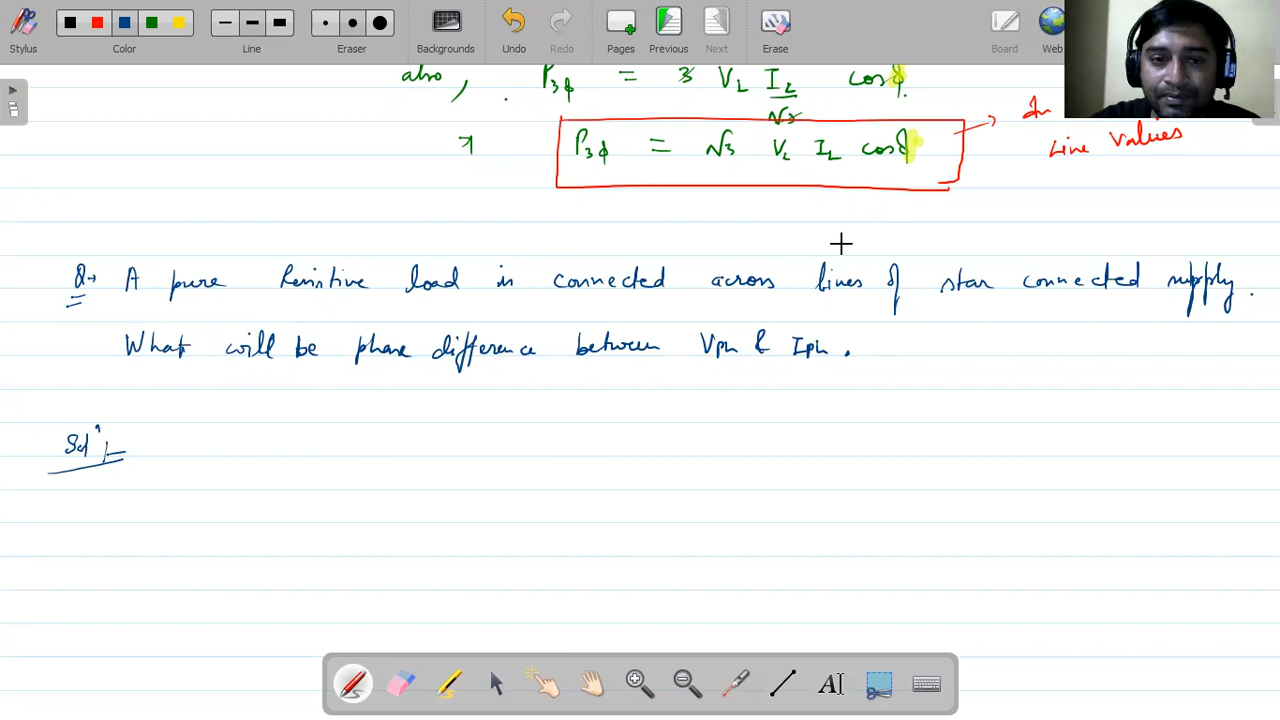 Stylus Color Line Eraser Backgrounds Undo Redo Pages Previous Next Erase Board Web
also, P3φ = 3 VL IL cosφ.
√3
⇒ P3φ = √3 VL IL cosφ → In
Line Values
Q→ A pure resistive load is connected across lines of star connected supply.
What will be phase difference between Vph & Iph.
Solⁿ:-